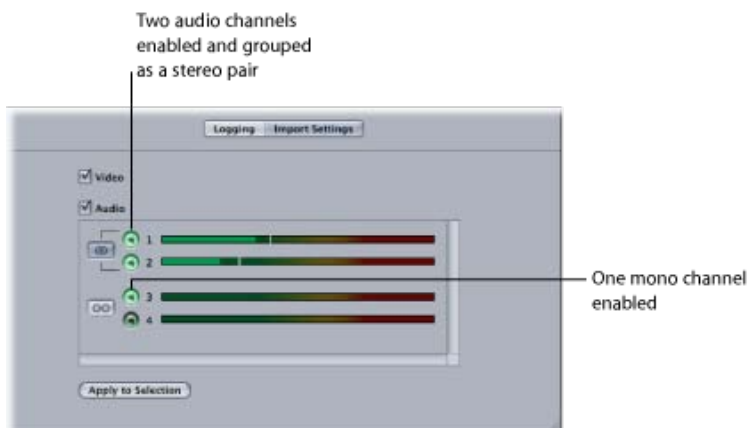 Two audio channels
enabled and grouped
as a stereo pair
Logging Import Settings
Video
Audio
1
2
3
4
One mono channel
enabled
Apply to Selection